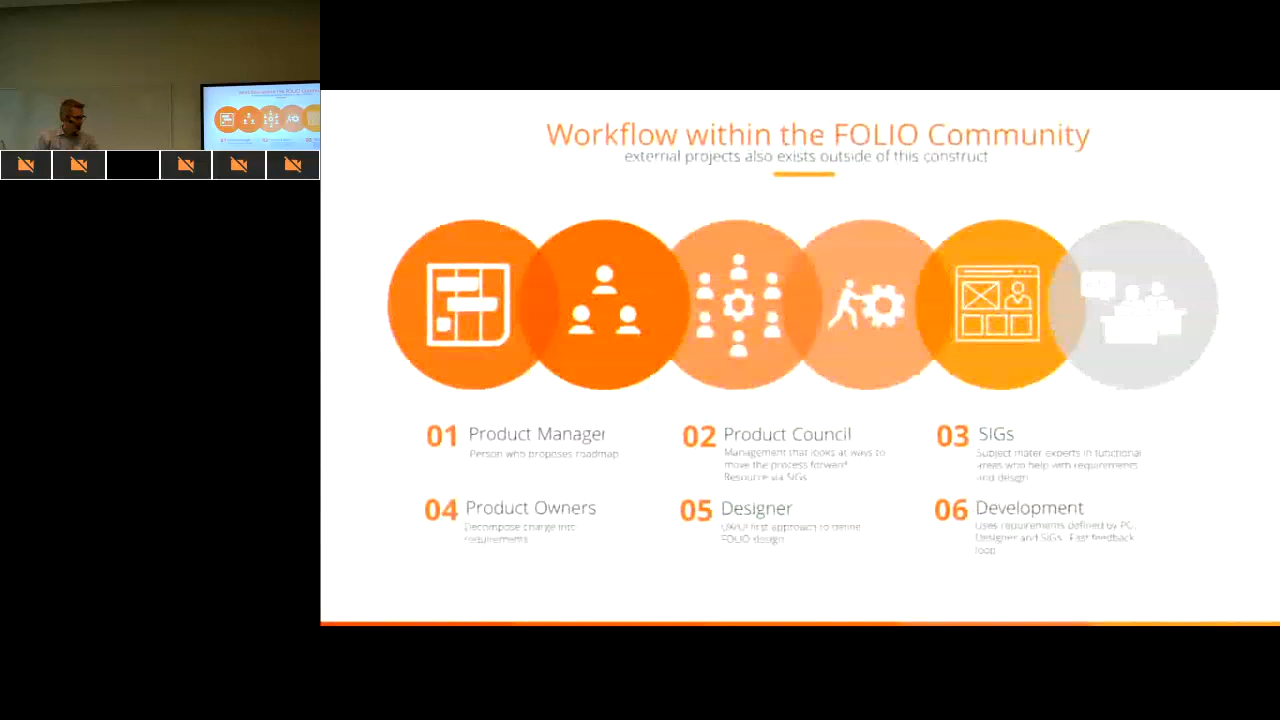 Workflow within the FOLIO Community
external projects also exists outside of this construct
01 Product Manager
Person who proposes roadmap
02 Product Council
Management that looks at ways to
move the process forward
Resource via SIGs
03 SIGs
Subject mater experts in functional
areas who help with requirements
and design
04 Product Owners
Decompose change into
requirements
05 Designer
UX/UI first approach to define
FOLIO design
06 Development
Uses requirements defined by PC,
Designer and SIGs. Fast feedback
loop